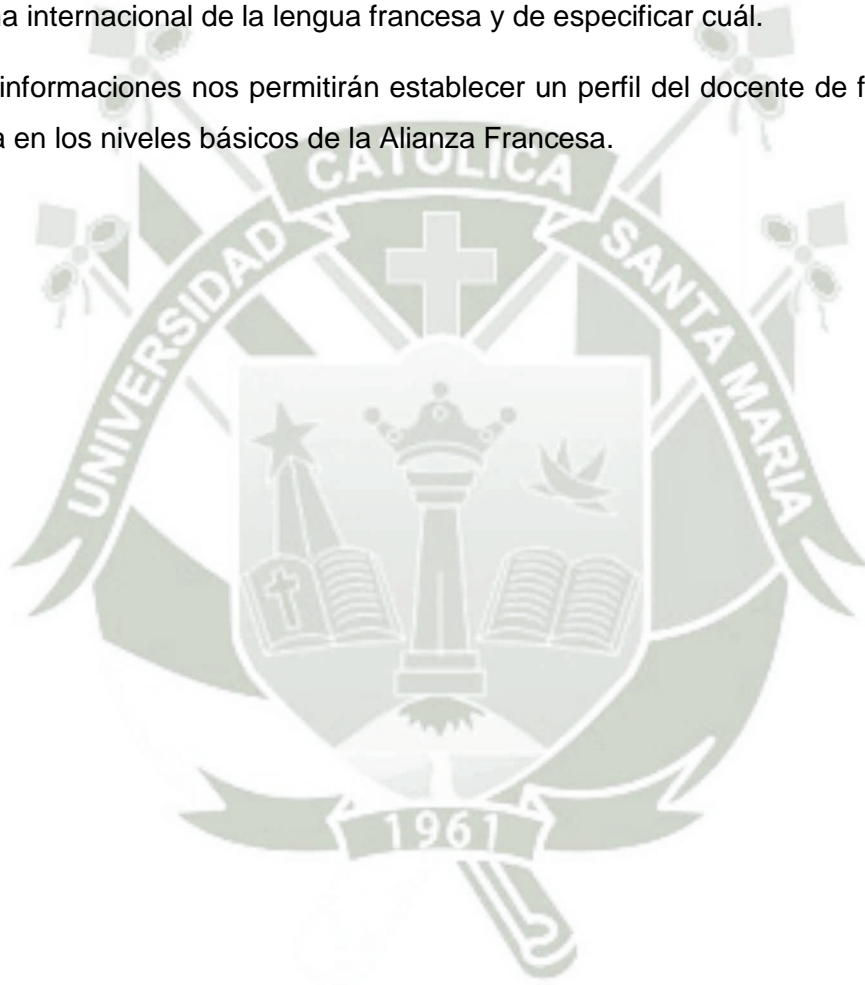 a internacional de la lengua francesa y de especificar cuál.
informaciones nos permitirán establecer un perfil del docente de f
a en los niveles básicos de la Alianza Francesa.
UNIVERSIDAD CATOLICA SANTA MARIA
1961